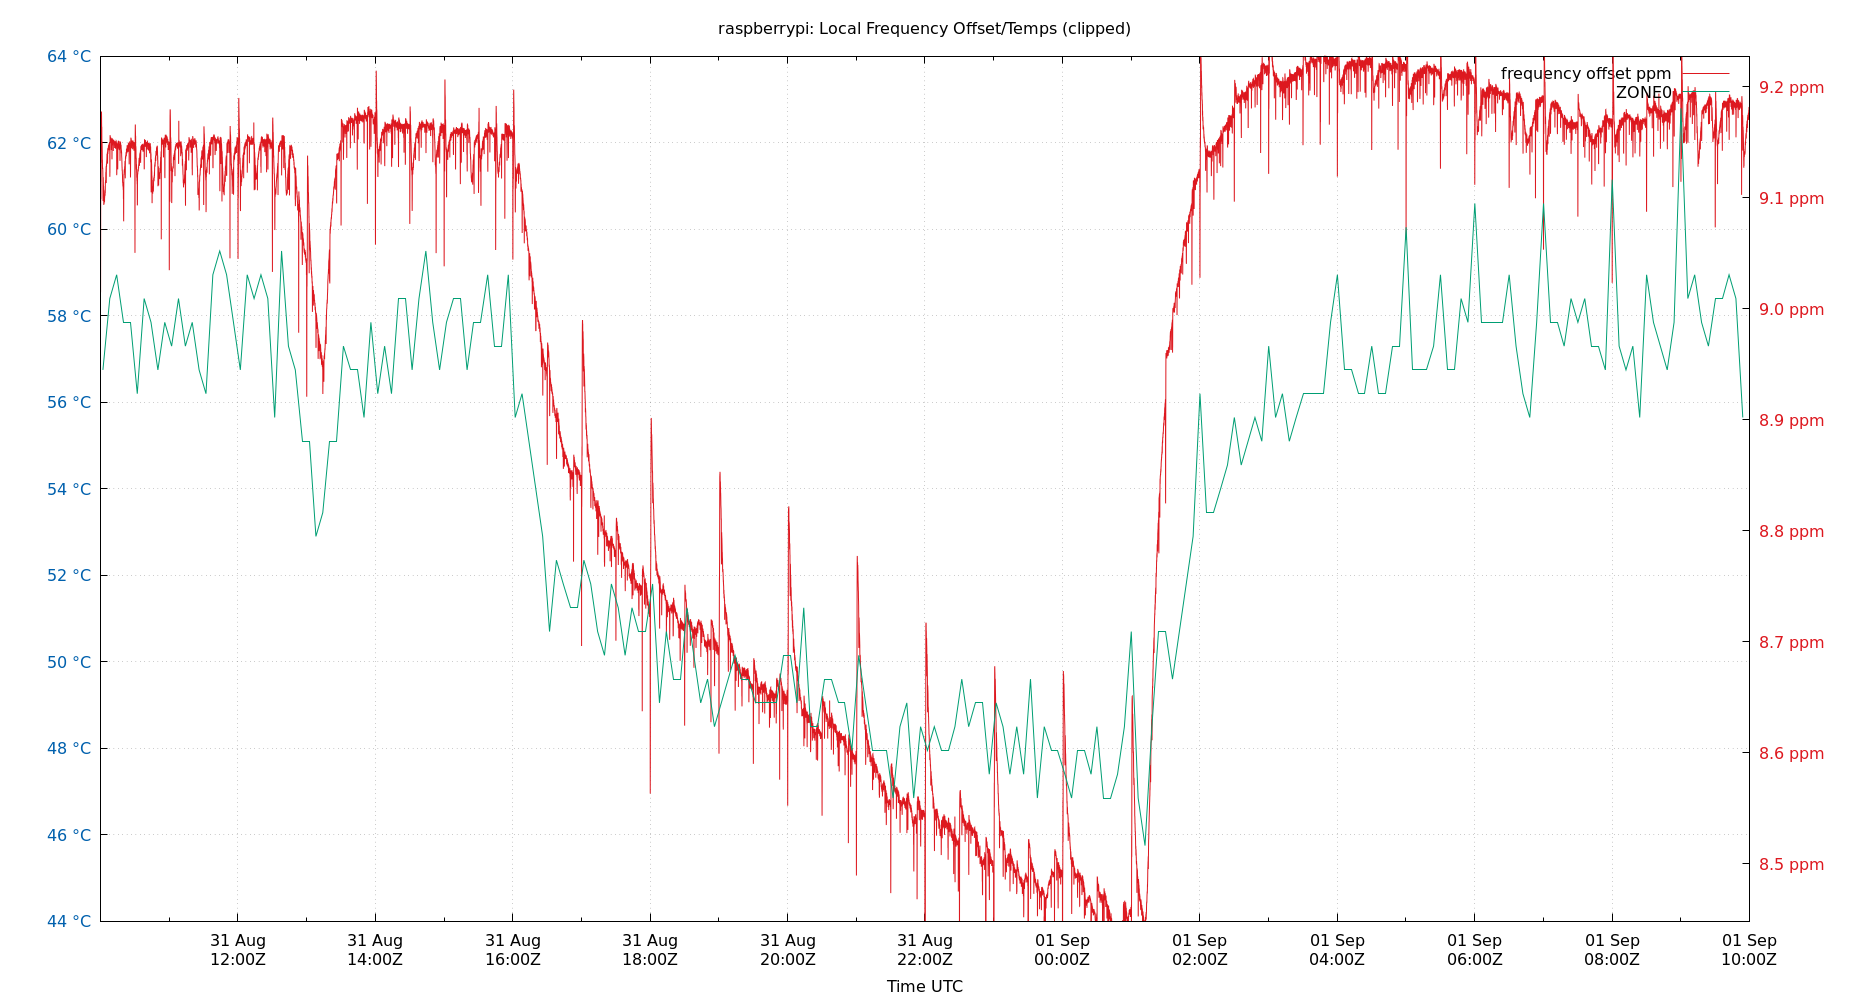 raspberrypi: Local Frequency Offset/Temps (clipped)
64 °C
62 °C
60 °C
58 °C
56 °C
54 °C
52 °C
50 °C
48 °C
46 °C
44 °C
frequency offset ppm
ZONE0
9.2 ppm
9.1 ppm
9.0 ppm
8.9 ppm
8.8 ppm
8.7 ppm
8.6 ppm
8.5 ppm
31 Aug 31 Aug 31 Aug 31 Aug 31 Aug 31 Aug 01 Sep 01 Sep 01 Sep 01 Sep 01 Sep 01 Sep
12:00Z 14:00Z 16:00Z 18:00Z 20:00Z 22:00Z 00:00Z 02:00Z 04:00Z 06:00Z 08:00Z 10:00Z
Time UTC